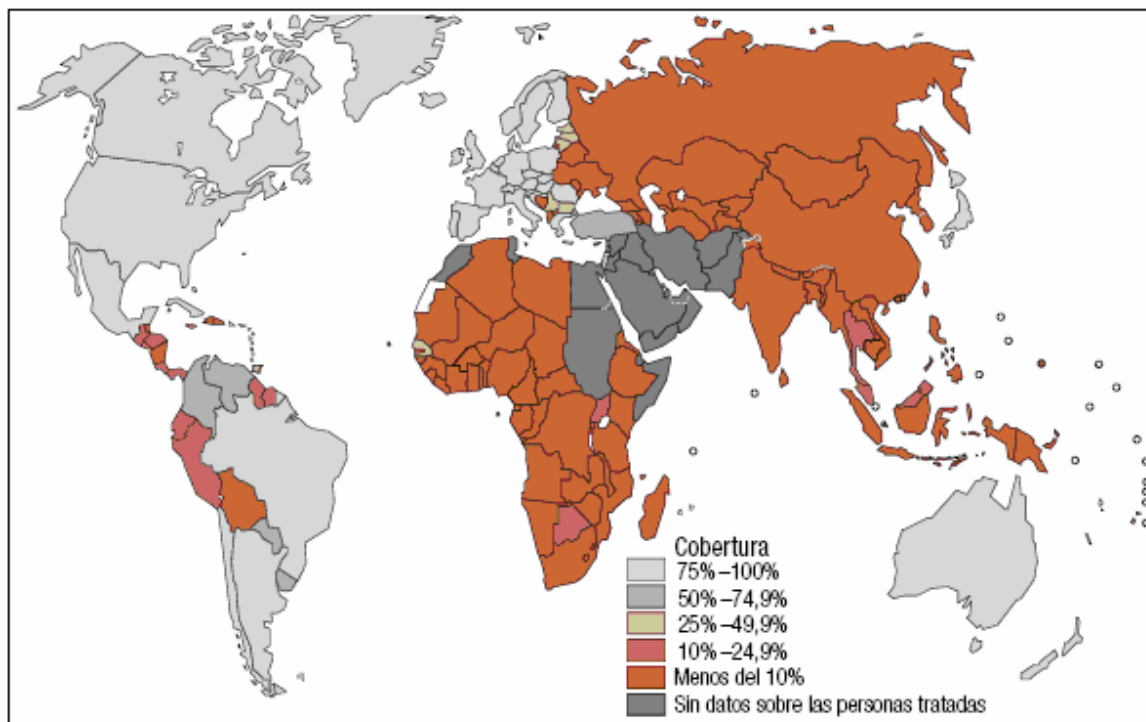 Cobertura
75% –100%
50% –74,9%
25% –49,9%
10% –24,9%
Menos del 10%
Sin datos sobre las personas tratadas